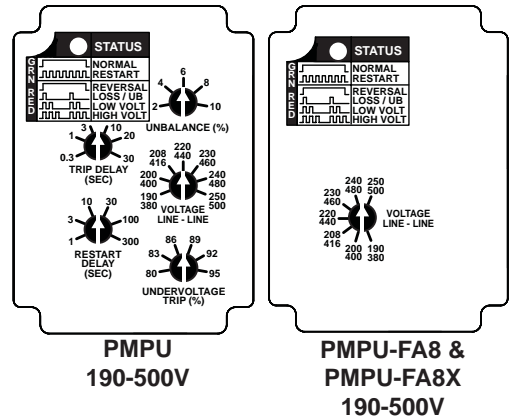 STATUS
GRN
NORMAL
RESTART
RED
REVERSAL
LOSS / UB
LOW VOLT
HIGH VOLT
2 4 6 8 10
UNBALANCE (%)
0.3 1 3 10 20 30
TRIP DELAY
(SEC)
190
380
200
400
208
416
220
440
230
460
240
480
250
500
VOLTAGE
LINE - LINE
1 3 10 30 100 300
RESTART
DELAY
(SEC)
80 83 86 89 92 95
UNDERVOLTAGE
TRIP (%)
PMPU
190-500V
STATUS
GRN
NORMAL
RESTART
RED
REVERSAL
LOSS / UB
LOW VOLT
HIGH VOLT
240
480
250
500
230
460
220
440
208
416
200
400
190
380
VOLTAGE
LINE - LINE
PMPU-FA8 &
PMPU-FA8X
190-500V